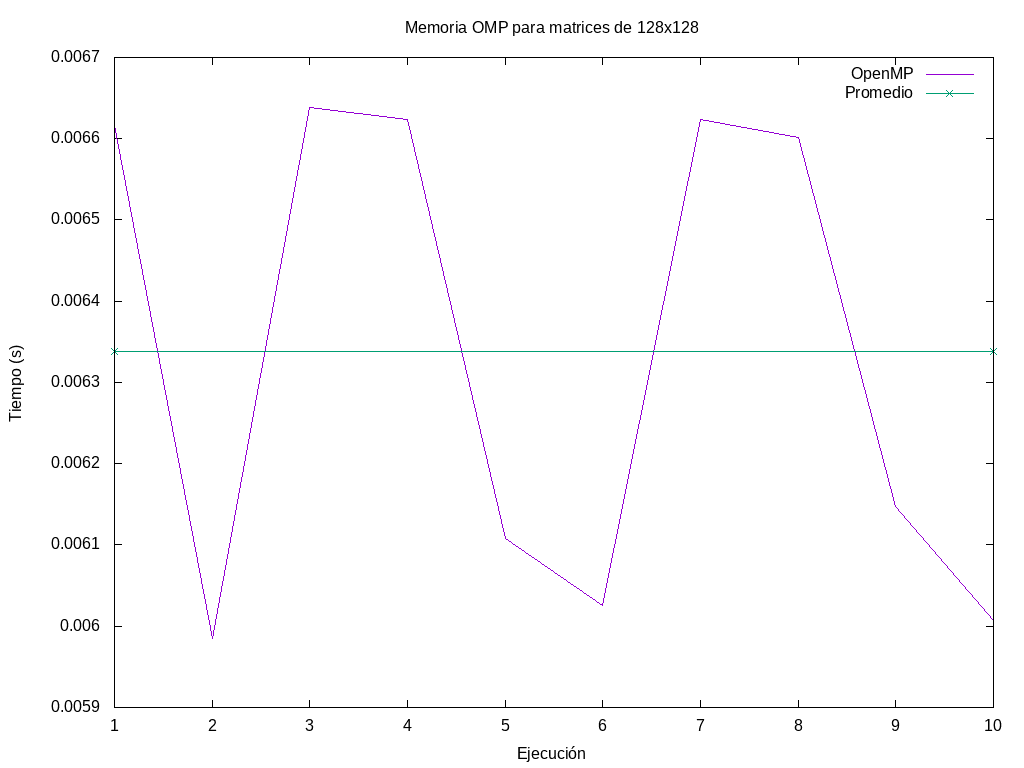 Memoria OMP para matrices de 128x128
OpenMP
Promedio
0.0067
0.0066
0.0065
0.0064
0.0063
0.0062
0.0061
0.006
0.0059
Tiempo (s)
1 2 3 4 5 6 7 8 9 10
Ejecución